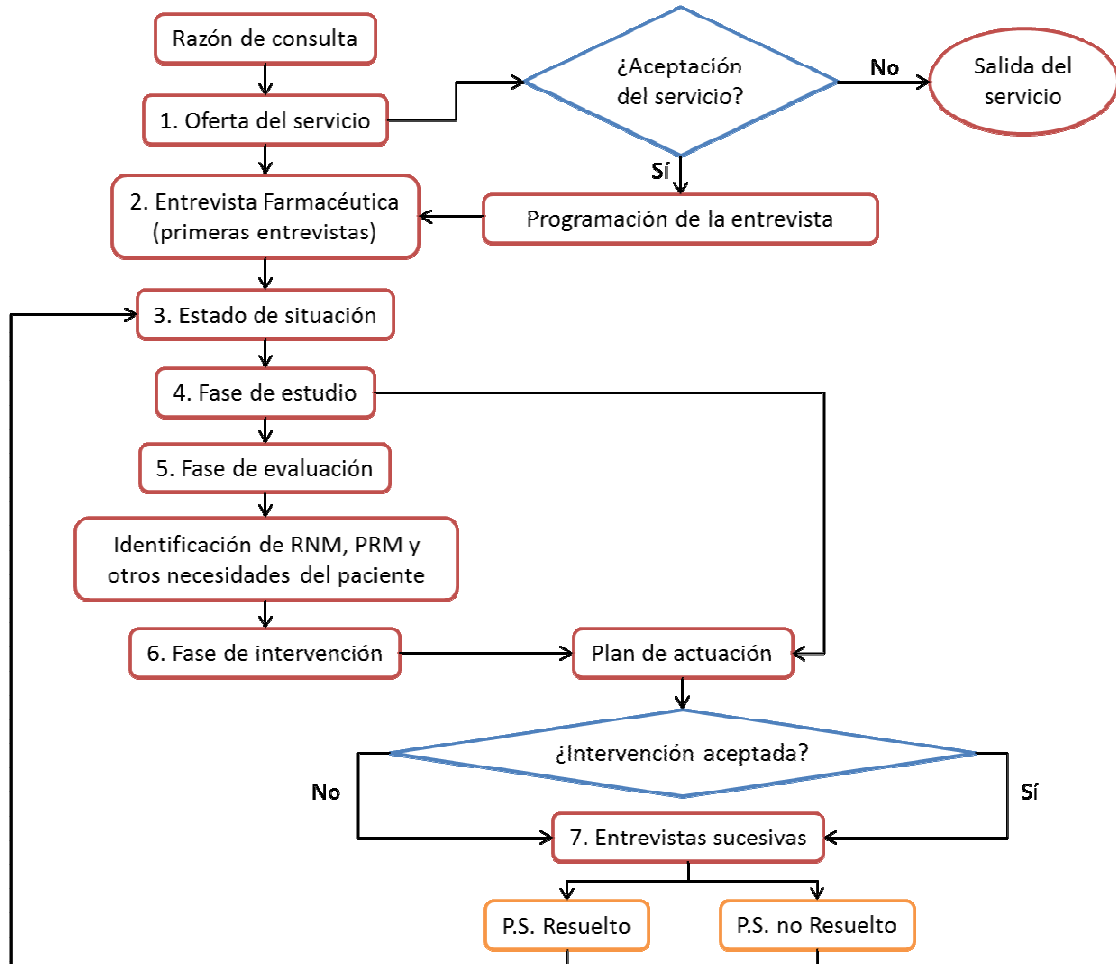 Razón de consulta
1. Oferta del servicio
¿Aceptación
del servicio?
No
Salida del
servicio
Sí
2. Entrevista Farmacéutica
(primeras entrevistas)
Programación de la entrevista
3. Estado de situación
4. Fase de estudio
5. Fase de evaluación
Identificación de RNM, PRM y
otros necesidades del paciente
6. Fase de intervención
Plan de actuación
¿Intervención aceptada?
No
Sí
7. Entrevistas sucesivas
P.S. Resuelto
P.S. no Resuelto